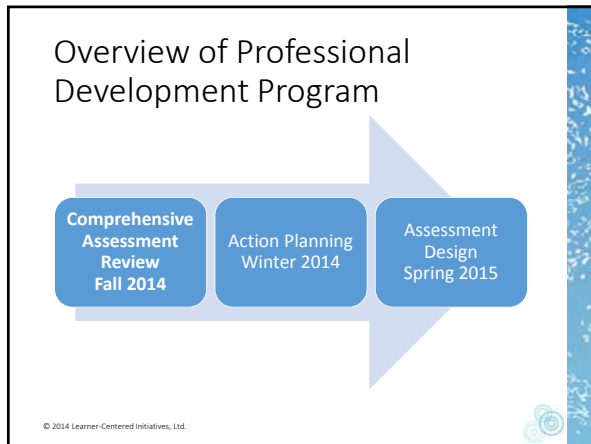 Overview of Professional
Development Program
Comprehensive
Assessment
Review
Fall 2014
Action Planning
Winter 2014
Assessment
Design
Spring 2015
© 2014 Learner-Centered Initiatives, Ltd.